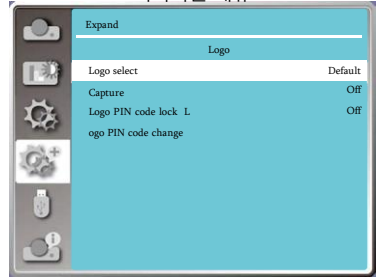 Expand
Logo
Logo select Default
Capture Off
Logo PIN code lock L Off
ogo PIN code change